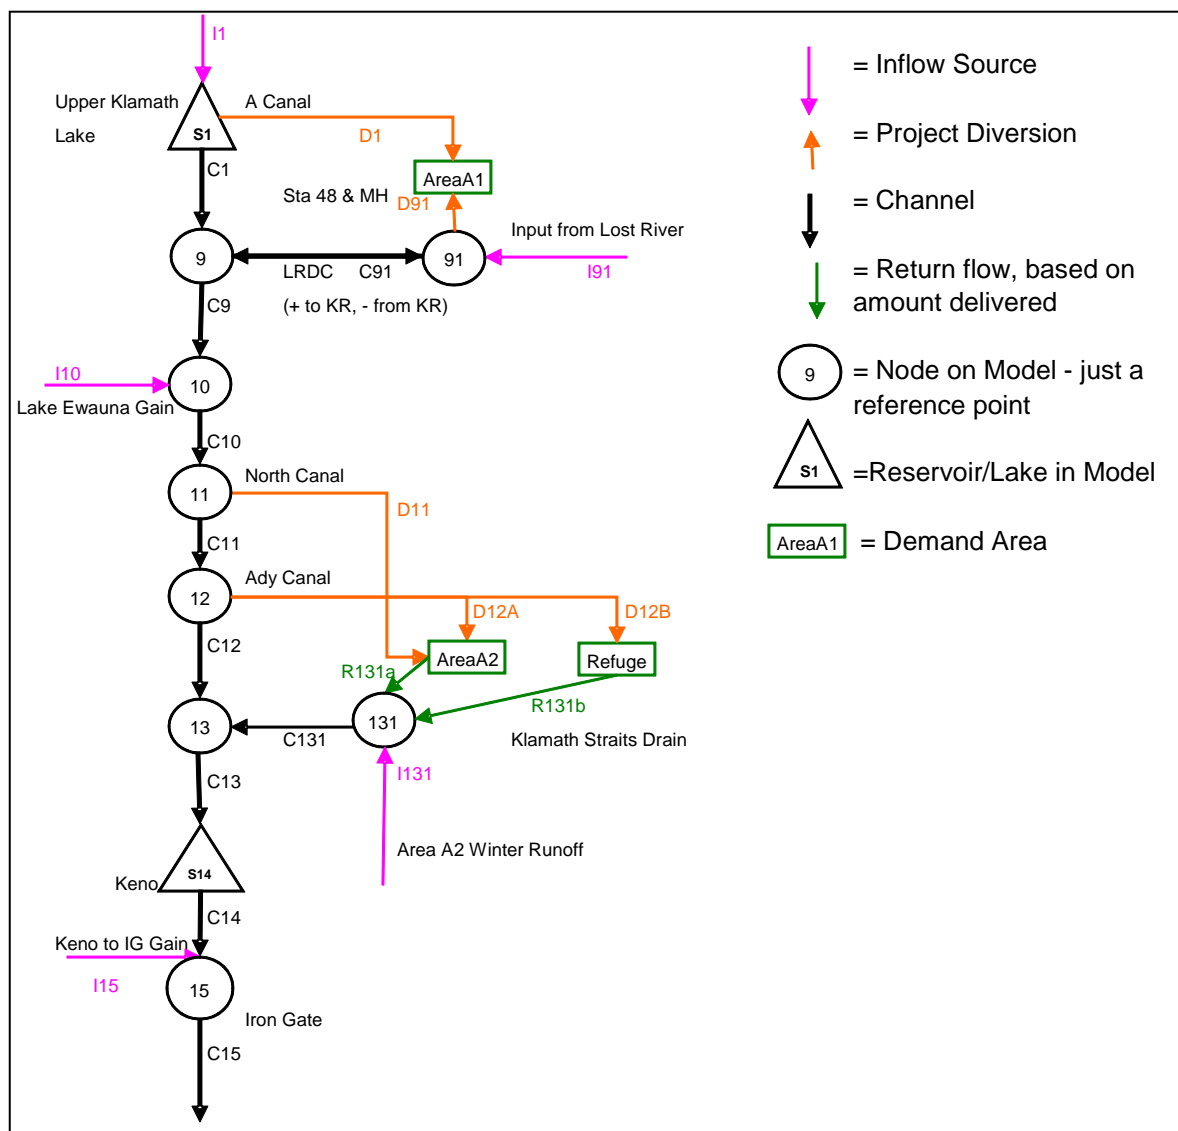 I1
Upper Klamath
Lake
S1
A Canal
D1
C1
AreaA1
Sta 48 & MH
D91
Input from Lost River
9
91
LRDC
C91
I91
(+ to KR, - from KR)
C9
I10
10
Lake Ewauna Gain
C10
North Canal
11
D11
C11
Ady Canal
12
D12A
D12B
C12
AreaA2
Refuge
R131a
R131b
13
131
C131
Klamath Straits Drain
C13
I131
Area A2 Winter Runoff
S14
Keno
C14
Keno to IG Gain
I15
15
Iron Gate
C15
= Inflow Source
= Project Diversion
= Channel
= Return flow, based on
amount delivered
9
= Node on Model - just a
reference point
S1
=Reservoir/Lake in Model
AreaA1
= Demand Area